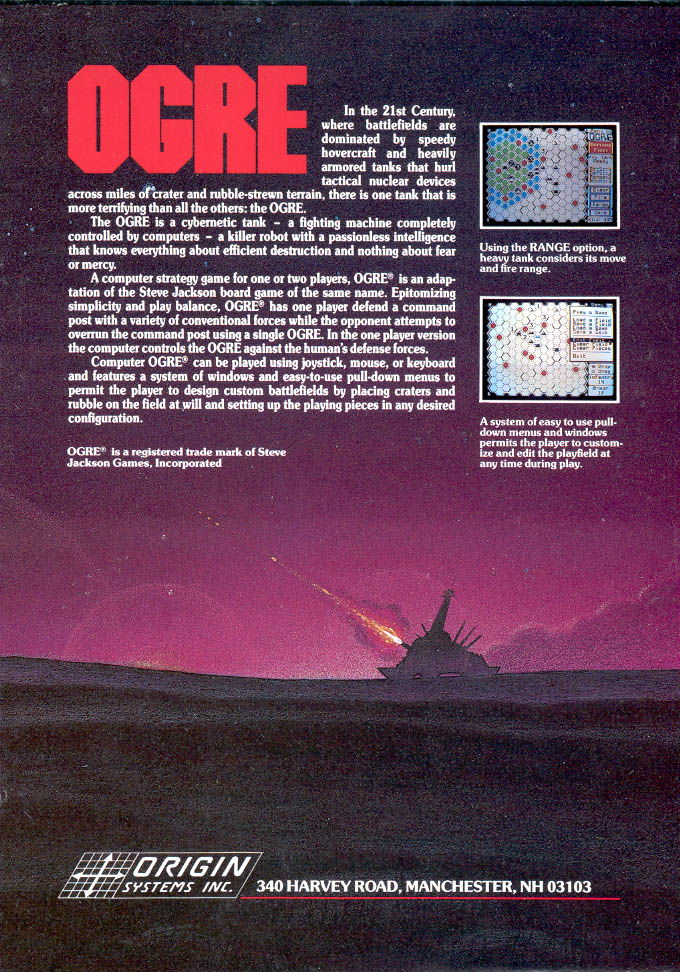 OGRE
In the 21st Century,
where battlefields are
dominated by speedy
hovercraft and heavily
armored tanks that hurl
tactical nuclear devices
across miles of crater and rubble-strewn terrain, there is one tank that is
more terrifying than all the others: the OGRE.
The OGRE is a cybernetic tank – a fighting machine completely
controlled by computers – a killer robot with a passionless intelligence
that knows everything about efficient destruction and nothing about fear
or mercy.
A computer strategy game for one or two players, OGRE® is an adap-
tation of the Steve Jackson board game of the same name. Epitomizing
simplicity and play balance, OGRE® has one player defend a command
post with a variety of conventional forces while the opponent attempts to
overrun the command post using a single OGRE. In the one player version
the computer controls the OGRE against the human's defense forces.
Computer OGRE® can be played using joystick, mouse, or keyboard
and features a system of windows and easy-to-use pull-down menus to
permit the player to design custom battlefields by placing craters and
rubble on the field at will and setting up the playing pieces in any desired
configuration.
OGRE® is a registered trade mark of Steve
Jackson Games, Incorporated
OGRE
Using the RANGE option, a
heavy tank considers its move
and fire range.
Play a Game
Load a Field
Save a Field
Quit
A system of easy to use pull-
down menus and windows
permits the player to custom-
ize and edit the playfield at
any time during play.
ORIGIN
SYSTEMS INC.
340 HARVEY ROAD, MANCHESTER, NH 03103